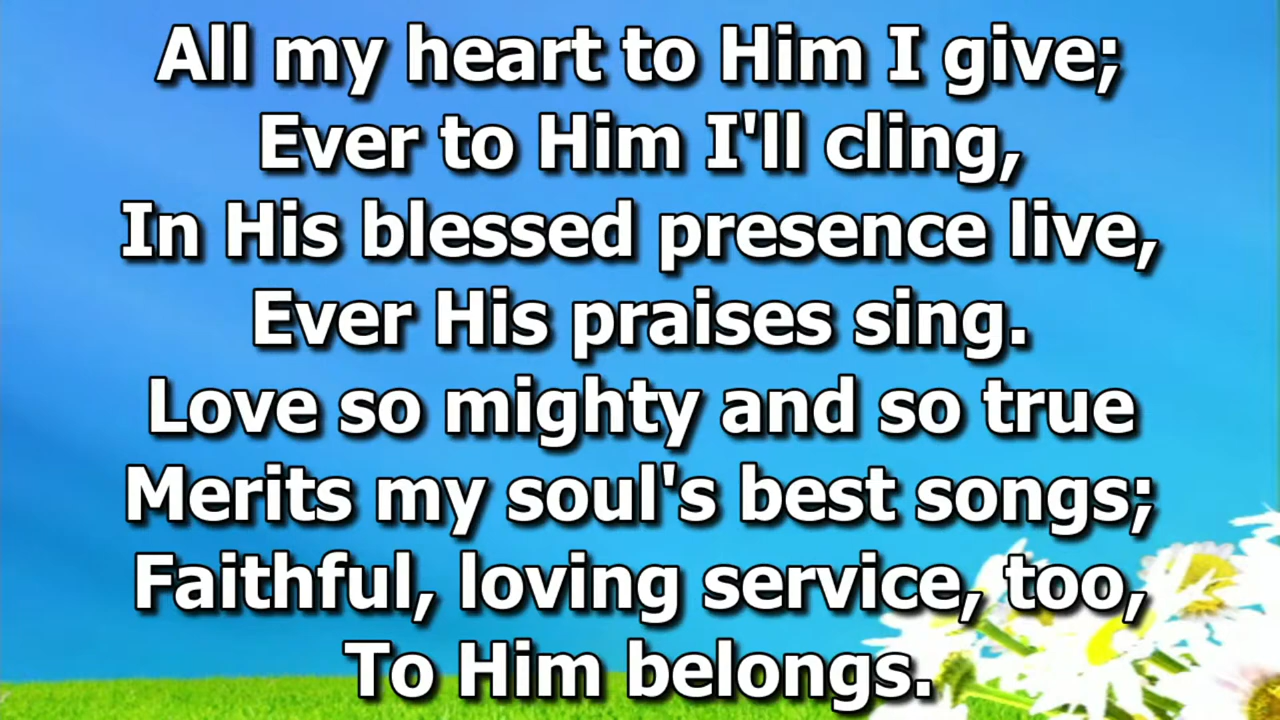 All my heart to Him I give;
Ever to Him I'll cling,
In His blessed presence live,
Ever His praises sing.
Love so mighty and so true
Merits my soul's best songs;
Faithful, loving service, too,
To Him belongs.